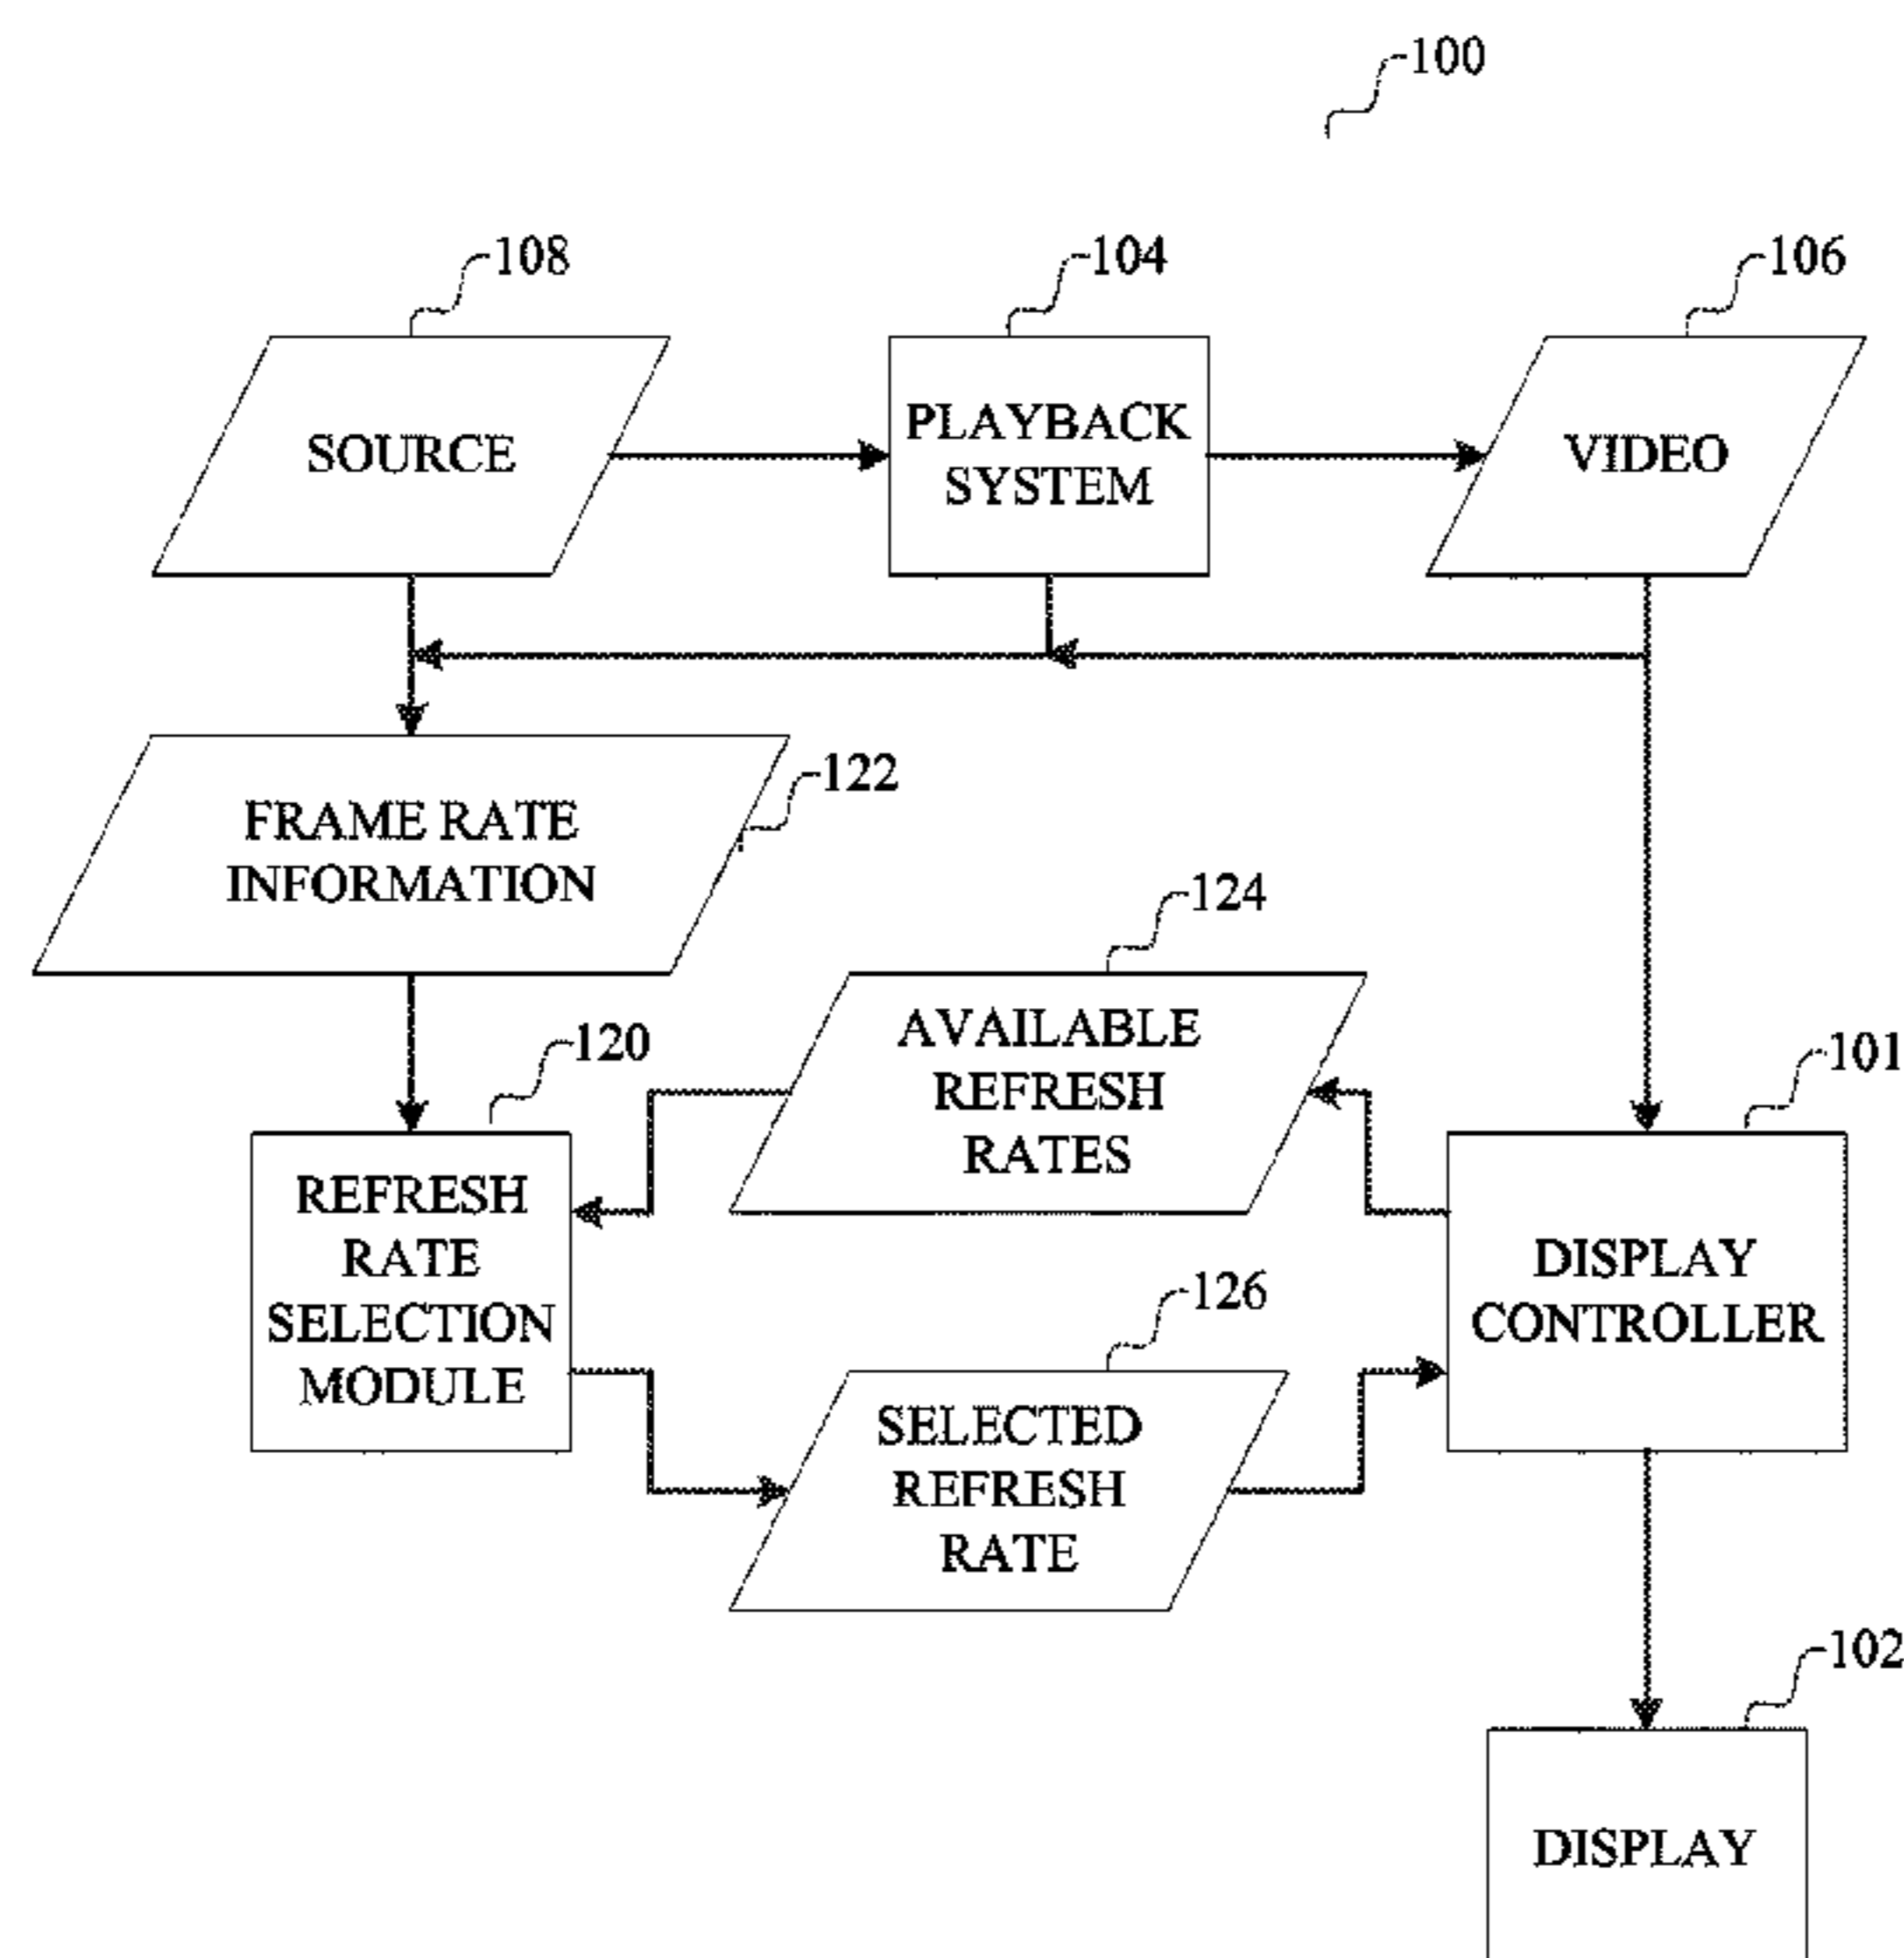 100
108
104
106
SOURCE
PLAYBACK
SYSTEM
VIDEO
122
FRAME RATE
INFORMATION
124
AVAILABLE
REFRESH
RATES
120
101
REFRESH
RATE
SELECTION
MODULE
DISPLAY
CONTROLLER
126
SELECTED
REFRESH
RATE
102
DISPLAY